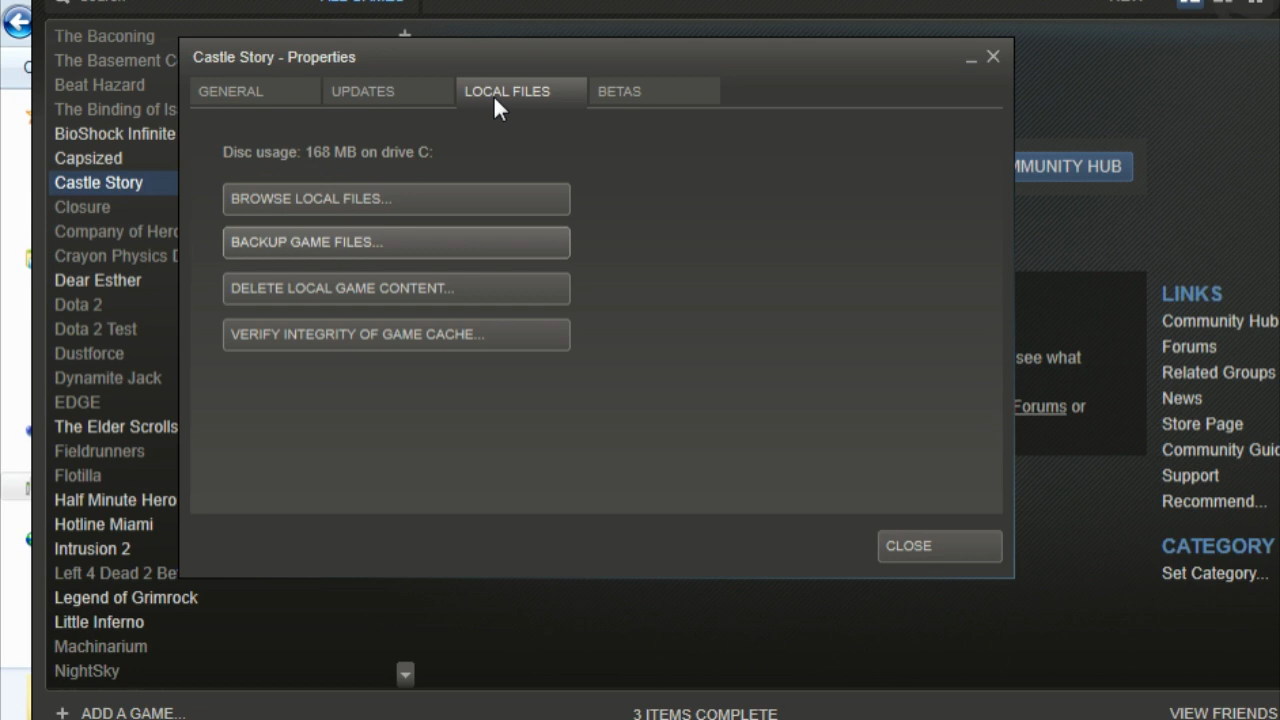 The Baconing
The Basement C
Beat Hazard
The Binding of Is
BioShock Infinite
Capsized
Castle Story
Closure
Company of Herc
Crayon Physics D
Dear Esther
Dota 2
Dota 2 Test
Dustforce
Dynamite Jack
EDGE
The Elder Scrolls
Fieldrunners
Flotilla
Half Minute Hero
Hotline Miami
Intrusion 2
Left 4 Dead 2 Be
Legend of Grimrock
Little Inferno
Machinarium
NightSky
+ ADD A GAME...
Castle Story - Properties
GENERAL
UPDATES
LOCAL FILES
BETAS
Disc usage: 168 MB on drive C:
BROWSE LOCAL FILES...
BACKUP GAME FILES...
DELETE LOCAL GAME CONTENT...
VERIFY INTEGRITY OF GAME CACHE...
CLOSE
MMUNITY HUB
see what
Forums or
LINKS
Community Hub
Forums
Related Groups
News
Store Page
Community Guid
Support
Recommend...
CATEGORY
Set Category...
3 ITEMS COMPLETE
VIEW FRIENDS